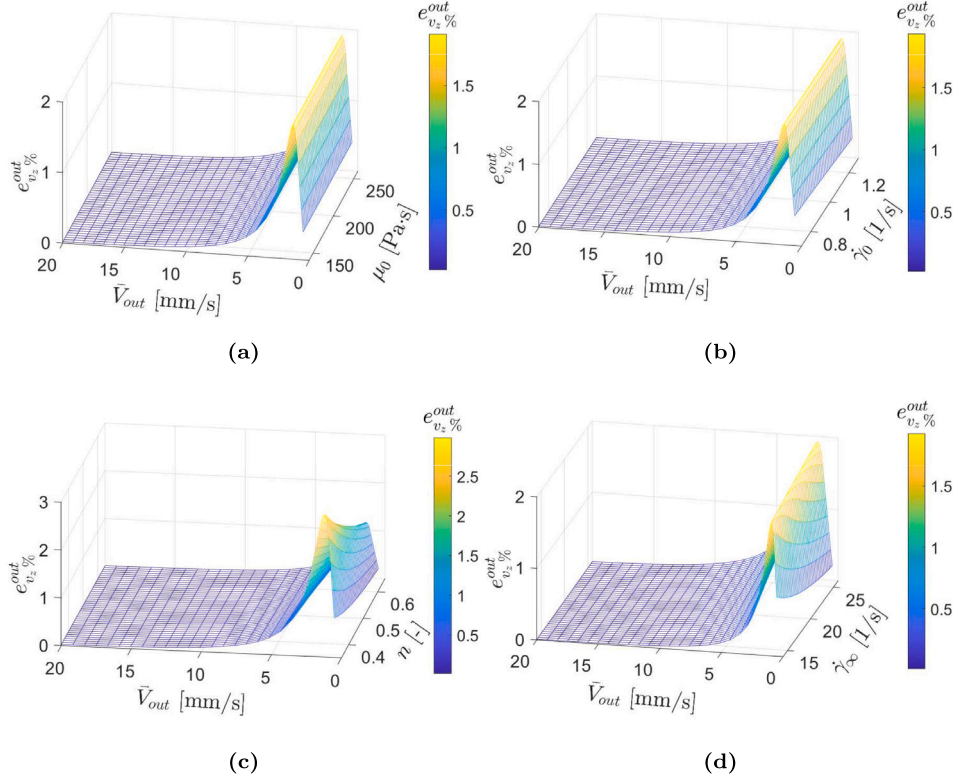 e^{out}_{v_z %}
1.5
1
0.5
2
1
0
e^{out}_{v_z %}
20
15
10
5
0
V̄_{out} [mm/s]
150
200
250
μ_0 [Pa·s]
(a)
e^{out}_{v_z %}
1.5
1
0.5
2
1
0
e^{out}_{v_z %}
20
15
10
5
0
V̄_{out} [mm/s]
0.8
1
1.2
γ̇_0 [1/s]
(b)
e^{out}_{v_z %}
2.5
2
1.5
1
0.5
3
2
1
0
e^{out}_{v_z %}
20
15
10
5
0
V̄_{out} [mm/s]
0.4
0.5
0.6
n [-]
(c)
e^{out}_{v_z %}
1.5
1
0.5
2
1
0
e^{out}_{v_z %}
20
15
10
5
0
V̄_{out} [mm/s]
15
20
25
γ̇_∞ [1/s]
(d)